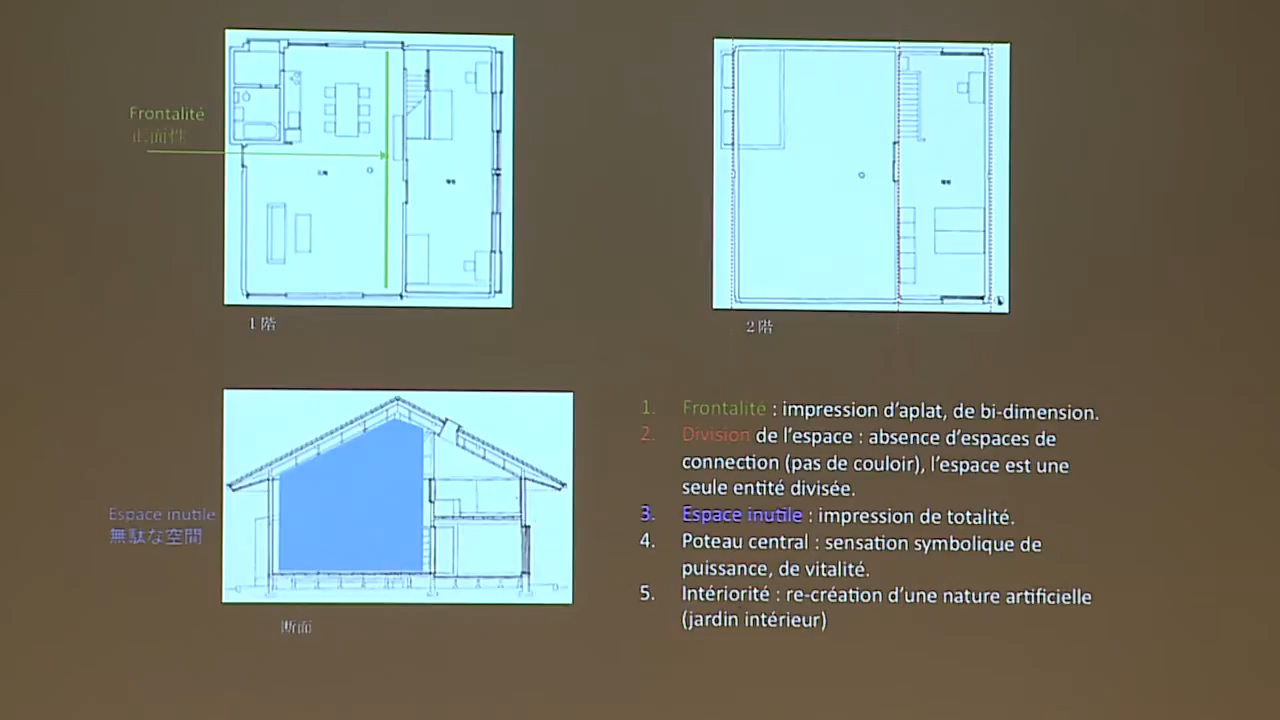 Frontalité
正面性
1階
2階
Espace inutile
無駄な空間
断面
1. Frontalité : impression d'aplat, de bi-dimension.
2. Division de l'espace : absence d'espaces de
connection (pas de couloir), l'espace est une
seule entité divisée.
3. Espace inutile : impression de totalité.
4. Poteau central : sensation symbolique de
puissance, de vitalité.
5. Intériorité : re-création d'une nature artificielle
(jardin intérieur)